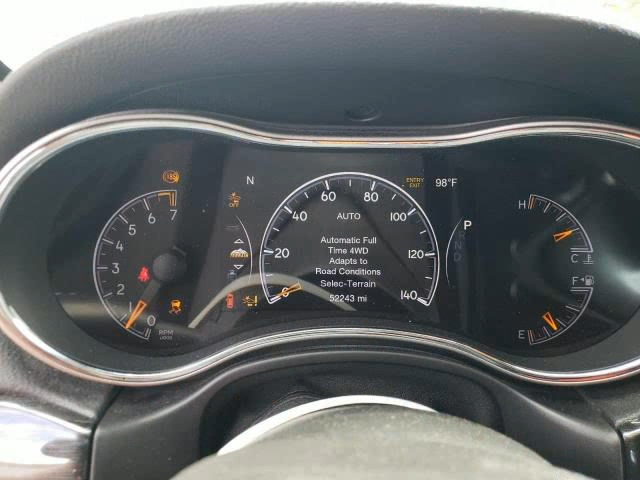 N
60 80
ENTRY
EXIT
98°F
6 7
5
40
AUTO
100
H
P
R
N
D
4
3
2
1
0
20
Automatic Full
Time 4WD
Adapts to
Road Conditions
Selec-Terrain
52243 mi
120
140
0
C
F
E
RPM
x1000